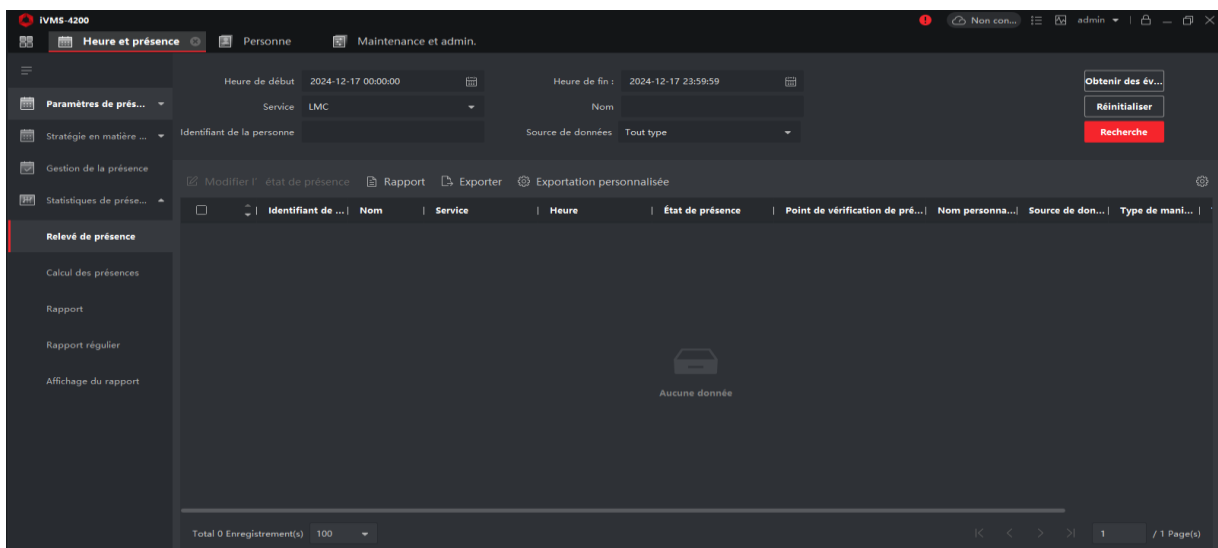 iVMS-4200
Non con... admin
Heure et présence Personne Maintenance et admin.
Heure de début 2024-12-17 00:00:00 Heure de fin : 2024-12-17 23:59:59 Obtenir des év...
Paramètres de prés... Service LMC Nom Réinitialiser
Stratégie en matière ... Identifiant de la personne Source de données Tout type Recherche
Gestion de la présence
Modifier l' état de présence Rapport Exporter Exportation personnalisée
Statistiques de prése...
Identifiant de ... Nom Service Heure État de présence Point de vérification de pré... Nom personna... Source de don... Type de mani...
Relevé de présence
Calcul des présences
Rapport
Rapport régulier
Affichage du rapport
Aucune donnée
Total 0 Enregistrement(s) 100 1 / 1 Page(s)